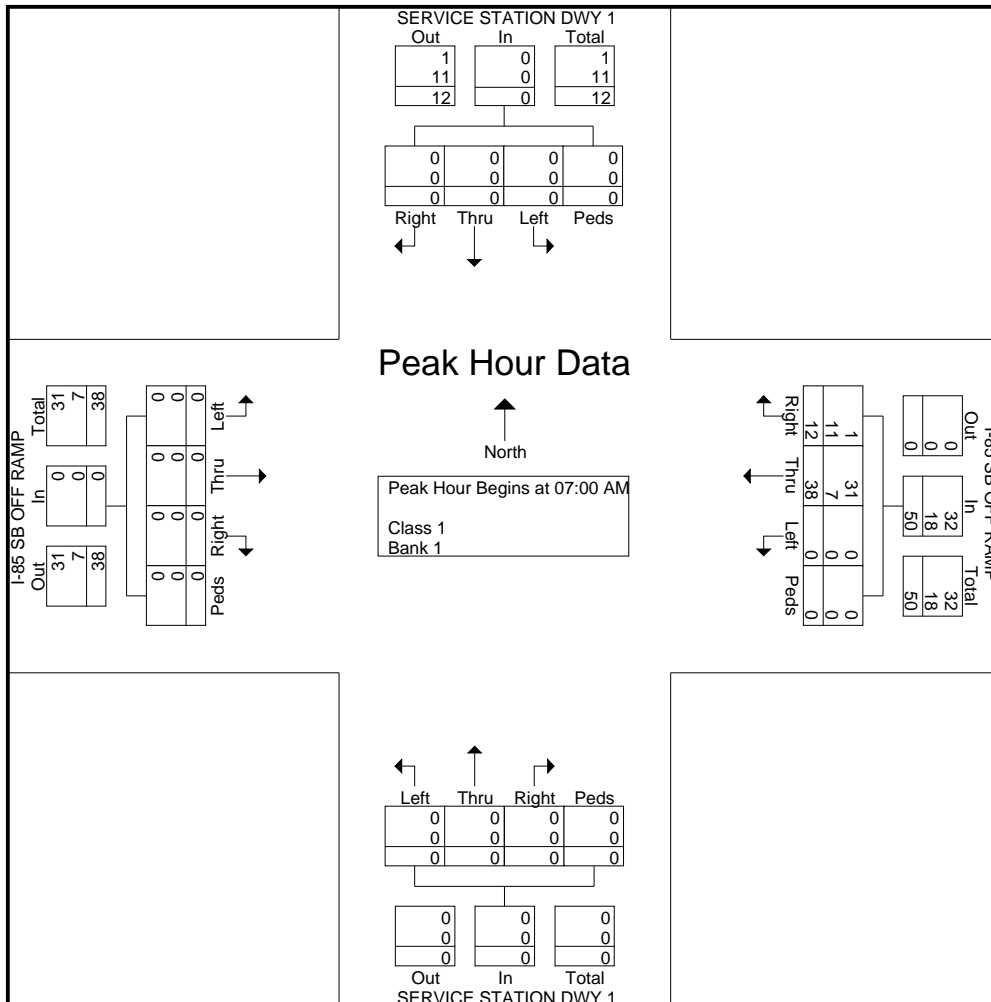 SERVICE STATION DWY 1
Out In Total
1 0 1
11 0 11
12 0 12
0 0 0 0
0 0 0 0
0 0 0 0
Right Thru Left Peds
Peak Hour Data
North
Peak Hour Begins at 07:00 AM
Class 1
Bank 1
I-85 SB OFF RAMP
Total In Out
38 0 38
7 0 7
31 0 31
Left Thru Right Peds
0 0 0 0
0 0 0 0
0 0 0 0
Right Thru Left Peds
1 31 0 0
11 7 0 0
12 38 0 0
I-85 SB OFF RAMP
Out In Total
0 32 32
0 18 18
0 50 50
Left Thru Right Peds
0 0 0 0
0 0 0 0
0 0 0 0
0 0 0
0 0 0
0 0 0
Out In Total
SERVICE STATION DWY 1